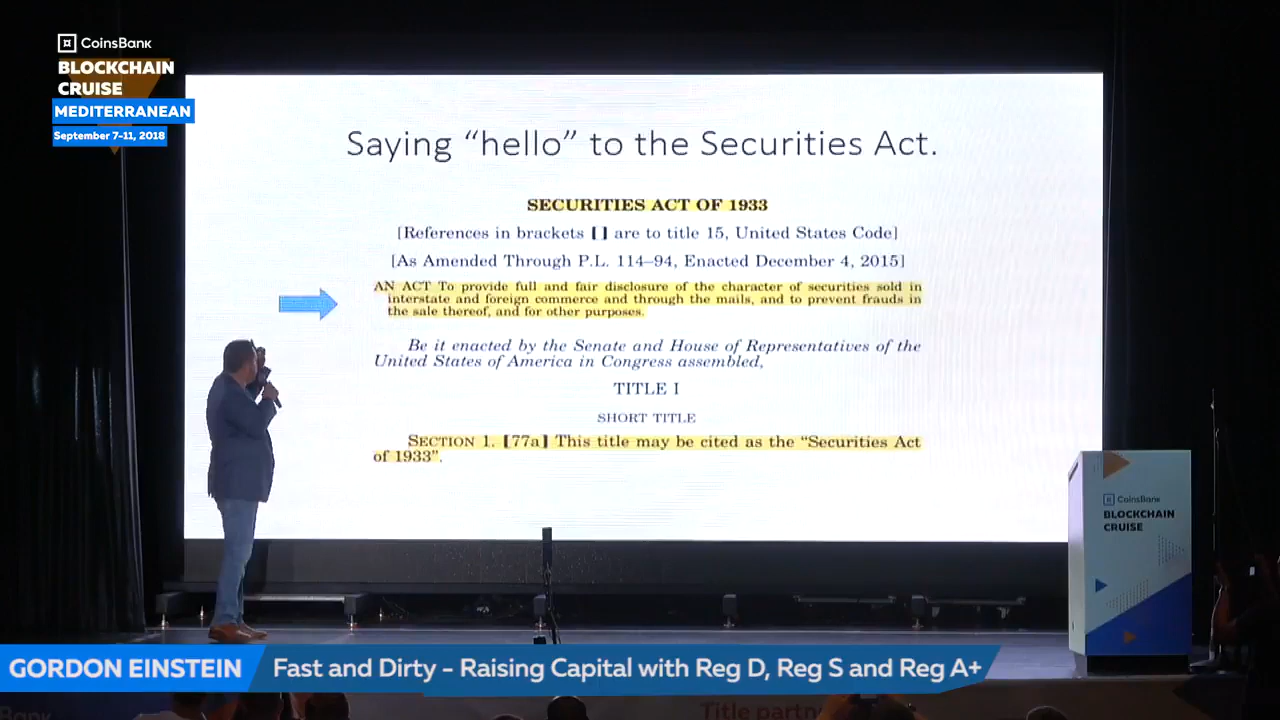 CoinsBank
BLOCKCHAIN
CRUISE
MEDITERRANEAN
September 7-11, 2018
Saying “hello” to the Securities Act.
SECURITIES ACT OF 1933
[References in brackets [ ] are to title 15, United States Code]
[As Amended Through P.L. 114–94, Enacted December 4, 2015]
AN ACT To provide full and fair disclosure of the character of securities sold in
interstate and foreign commerce and through the mails, and to prevent frauds in
the sale thereof, and for other purposes.
Be it enacted by the Senate and House of Representatives of the
United States of America in Congress assembled,
TITLE I
SHORT TITLE
SECTION 1. [77a] This title may be cited as the “Securities Act
of 1933”.
CoinsBank
BLOCKCHAIN
CRUISE
GORDON EINSTEIN
Fast and Dirty – Raising Capital with Reg D, Reg S and Reg A+
Title